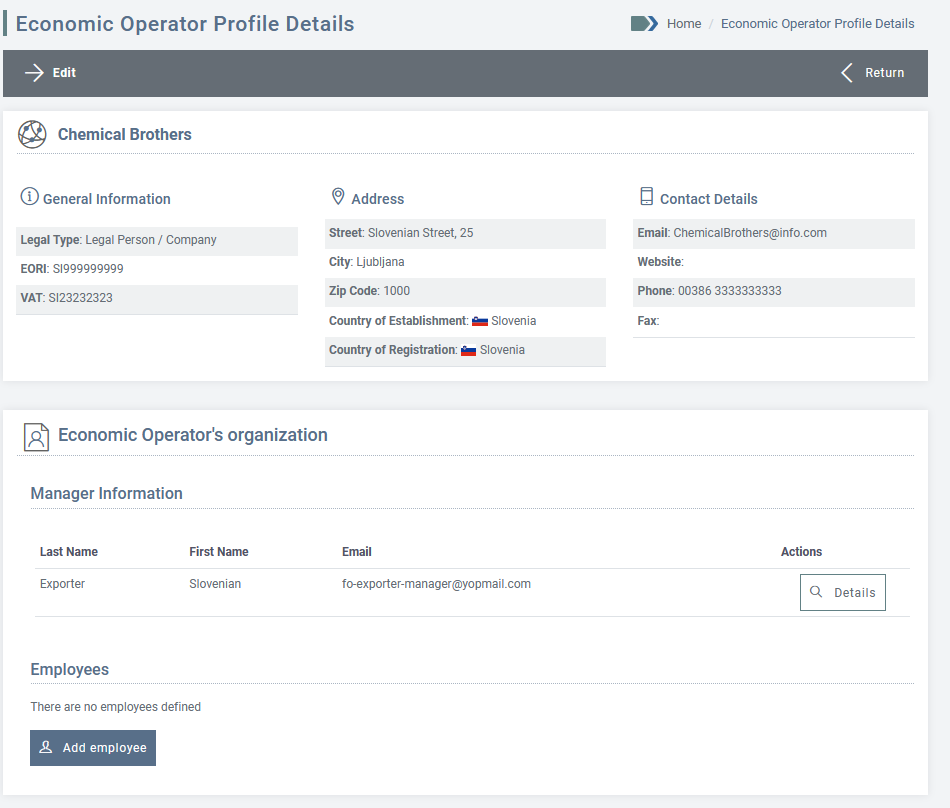 Economic Operator Profile Details
Home / Economic Operator Profile Details
Edit
Return
Chemical Brothers
General Information
Legal Type: Legal Person / Company
EORI: SI999999999
VAT: SI23232323
Address
Street: Slovenian Street, 25
City: Ljubljana
Zip Code: 1000
Country of Establishment: Slovenia
Country of Registration: Slovenia
Contact Details
Email: ChemicalBrothers@info.com
Website:
Phone: 00386 3333333333
Fax:
Economic Operator's organization
Manager Information
Last Name First Name Email Actions
Exporter Slovenian fo-exporter-manager@yopmail.com Details
Employees
There are no employees defined
Add employee